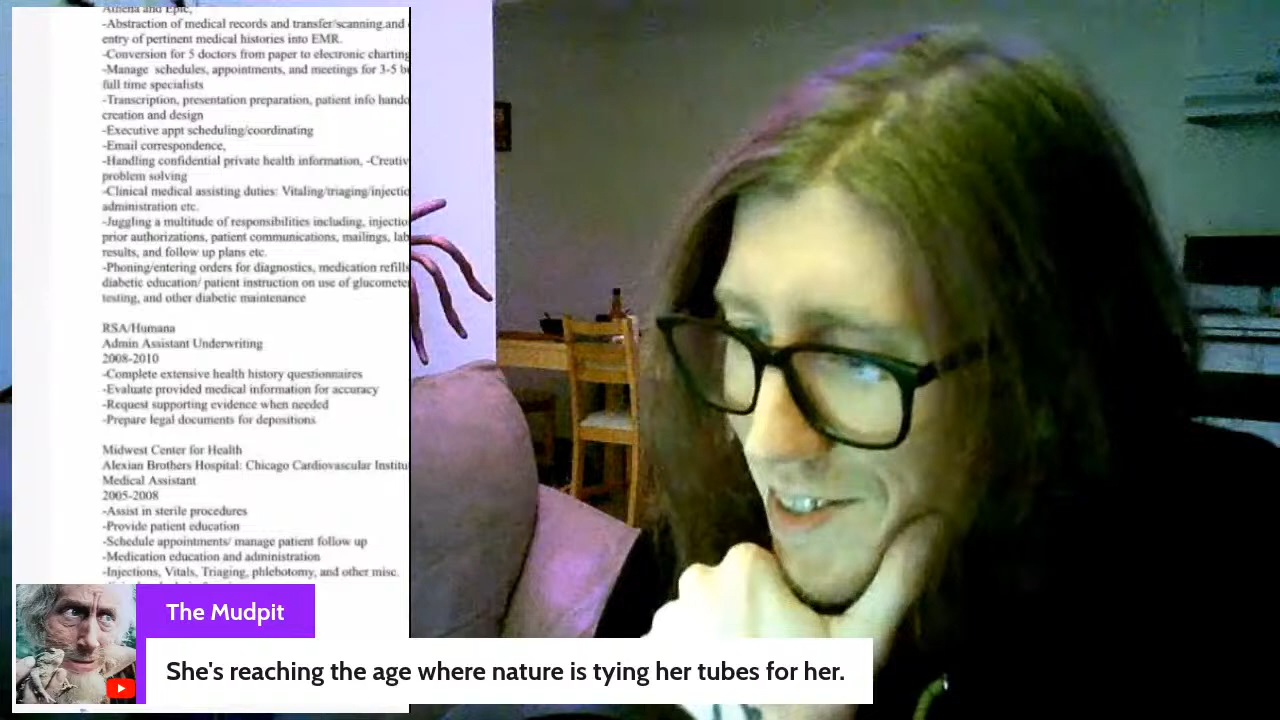 Athena and Epic,
-Abstraction of medical records and transfer/scanning.and
entry of pertinent medical histories into EMR.
-Conversion for 5 doctors from paper to electronic charting
-Manage schedules, appointments, and meetings for 3-5
full time specialists
-Transcription, presentation preparation, patient info
creation and design
-Executive appt scheduling/coordinating
-Email correspondence,
-Handling confidential private health information, -Creativ
problem solving
-Clinical medical assisting duties: Vitaling/triaging/injectio
administration etc.
-Juggling a multitude of responsibilities including, injectio
prior authorizations, patient communications, mailings, lab
results, and follow up plans etc.
-Phoning/entering orders for diagnostics, medication refills
diabetic education/ patient instruction on use of glucomete
testing, and other diabetic maintenance
RSA/Humana
Admin Assistant Underwriting
2008-2010
-Complete extensive health history questionnaires
-Evaluate provided medical information for accuracy
-Request supporting evidence when needed
-Prepare legal documents for depositions
Midwest Center for Health
Alexian Brothers Hospital: Chicago Cardiovascular Institu
Medical Assistant
2005-2008
-Assist in sterile procedures
-Provide patient education
-Schedule appointments/ manage patient follow up
-Medication education and administration
-Injections, Vitals, Triaging, phlebotomy, and other misc.
The Mudpit
She's reaching the age where nature is tying her tubes for her.